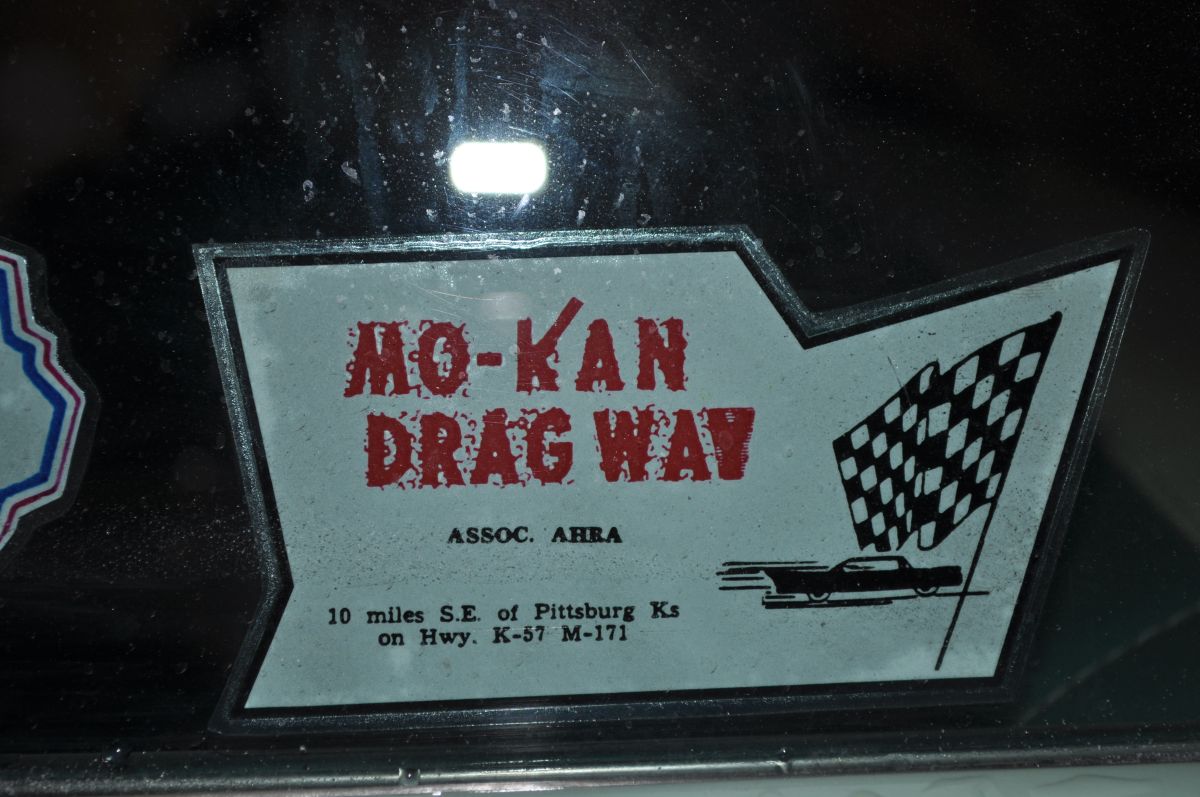 MO-KAN
DRAG WAY
ASSOC. AHRA
10 miles S.E. of Pittsburg Ks
on Hwy. K-57 M-171